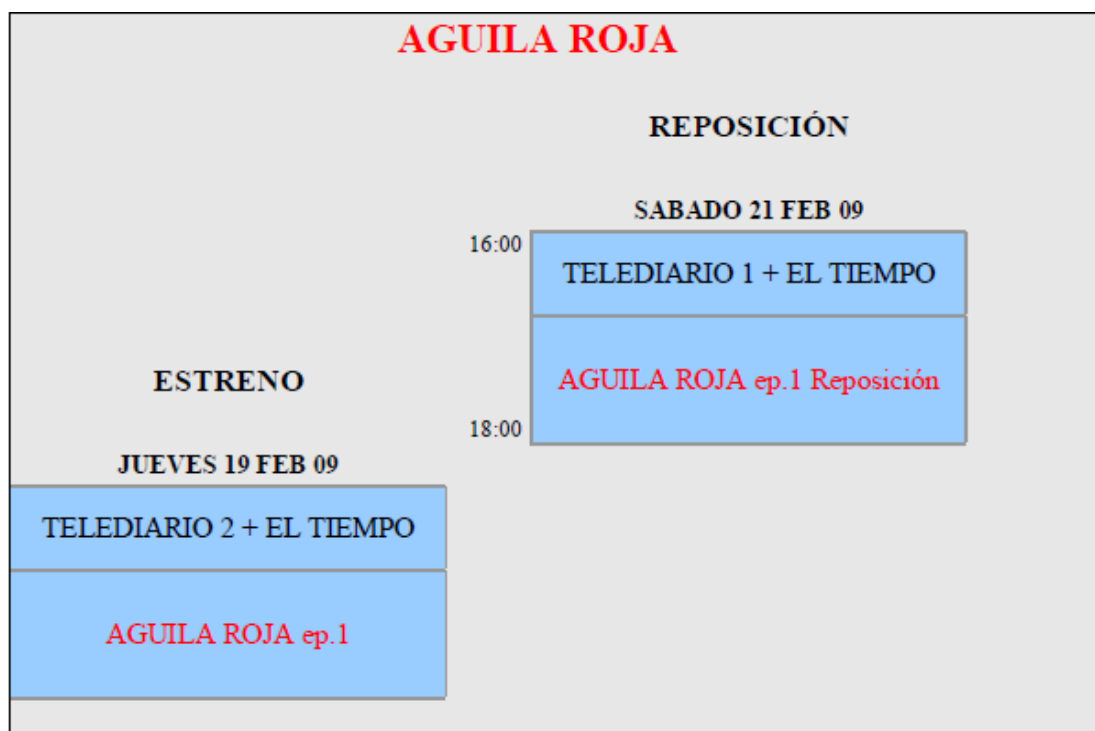 AGUILA ROJA
REPOSICIÓN
SABADO 21 FEB 09
16:00
TELEDIARIO 1 + EL TIEMPO
AGUILA ROJA ep.1 Reposición
18:00
ESTRENO
JUEVES 19 FEB 09
TELEDIARIO 2 + EL TIEMPO
AGUILA ROJA ep.1